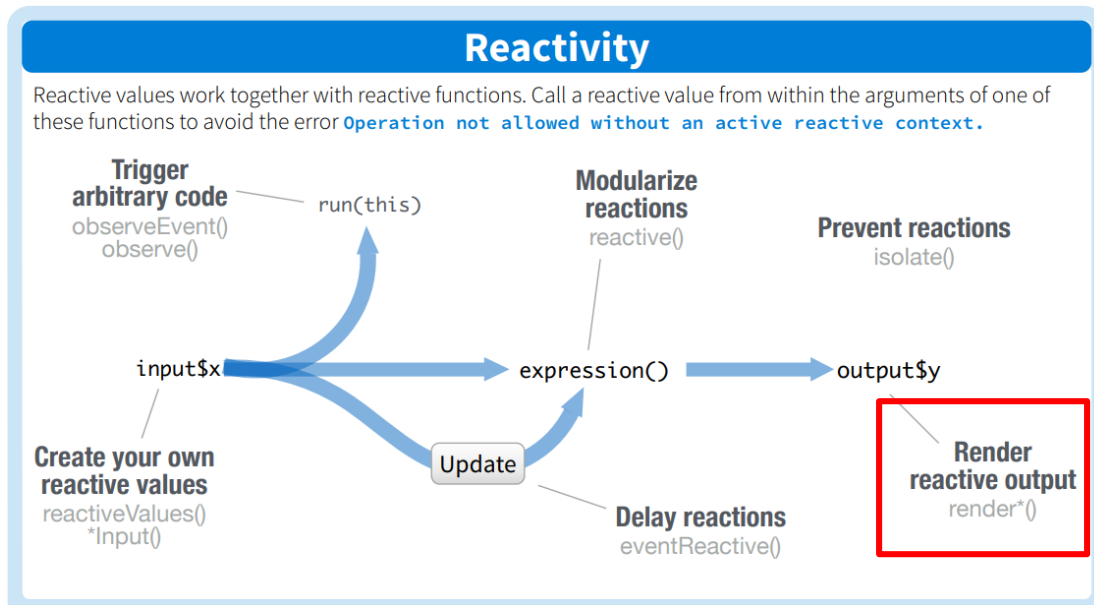 Reactivity
Reactive values work together with reactive functions. Call a reactive value from within the arguments of one of
these functions to avoid the error Operation not allowed without an active reactive context.
Trigger
arbitrary code
observeEvent()
observe()
run(this)
Modularize
reactions
reactive()
Prevent reactions
isolate()
input$x
expression()
output$y
Create your own
reactive values
reactiveValues()
*Input()
Update
Delay reactions
eventReactive()
Render
reactive output
render*()